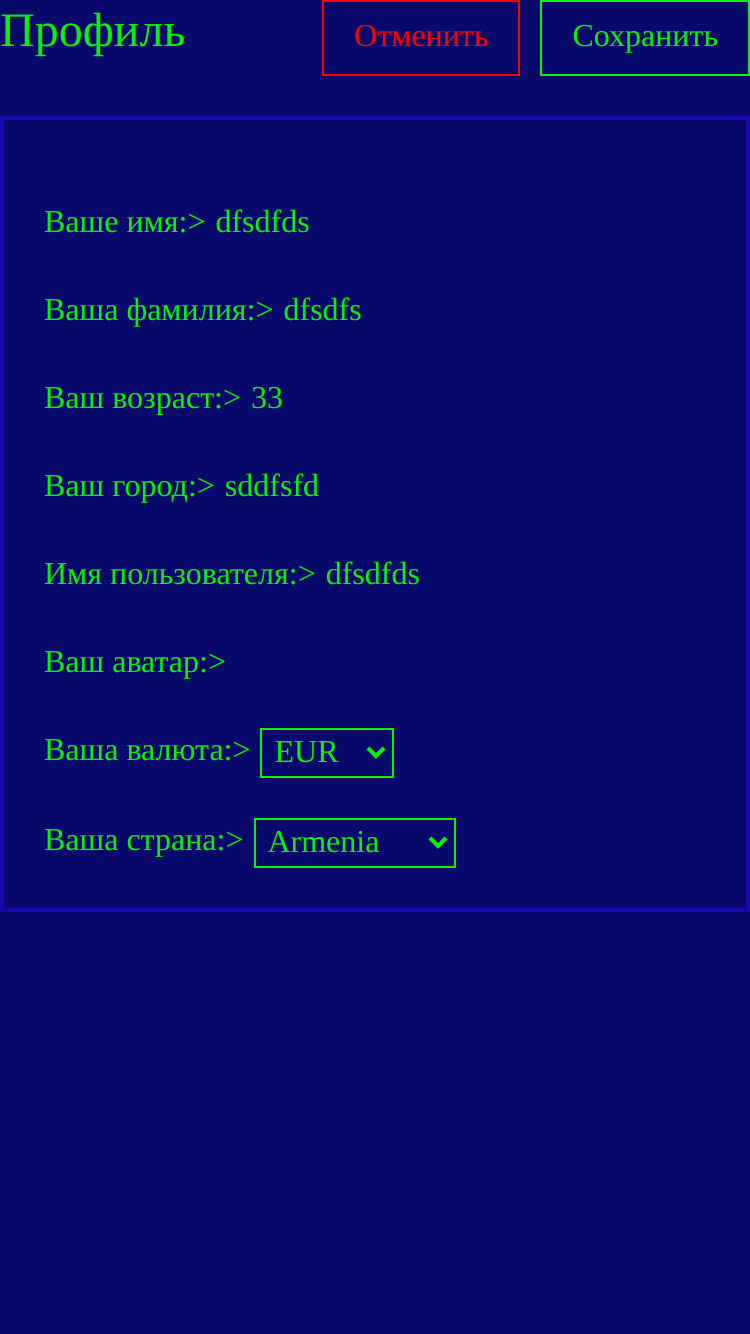 Профиль Отменить Сохранить
Ваше имя:> dfsdfds
Ваша фамилия:> dfsdfs
Ваш возраст:> 33
Ваш город:> sddfsfd
Имя пользователя:> dfsdfds
Ваш аватар:>
Ваша валюта:> EUR
Ваша страна:> Armenia